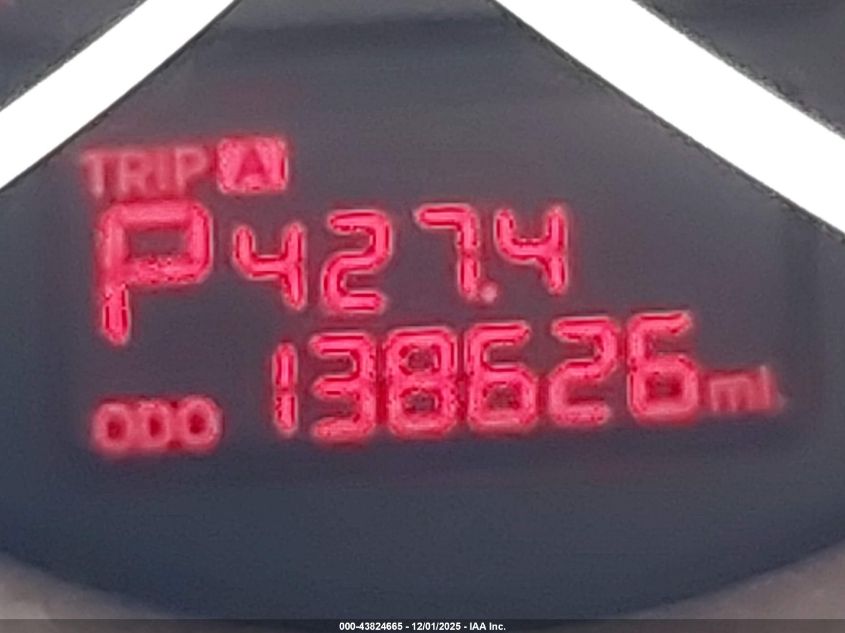 TRIP A
P 427.4
ODO 138626 mi.
000-43824665 - 12/01/2025 - IAA Inc.